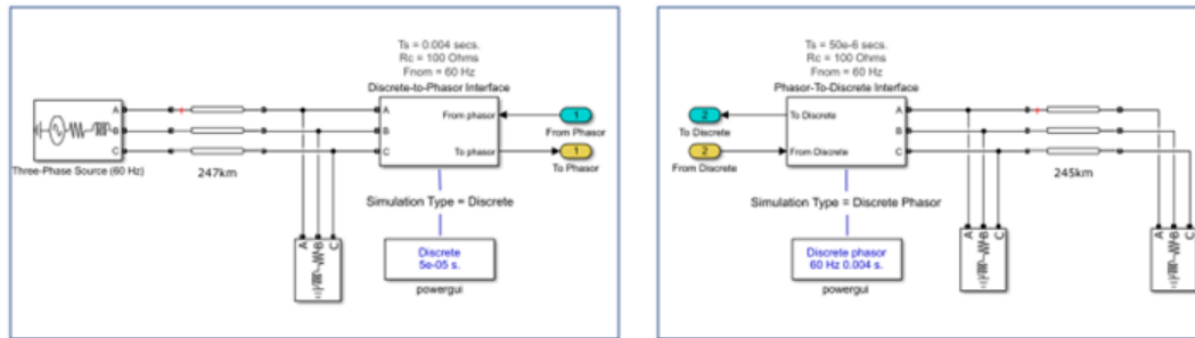 Ts = 0.004 secs.
Rc = 100 Ohms
Fnom = 60 Hz
Discrete-to-Phasor Interface
A
B
C
A
B
C
From phasor
To phasor
1
From Phasor
1
To Phasor
Three-Phase Source (60 Hz)
247km
Simulation Type = Discrete
A
B
C
Discrete
5e-05 s.
powergui
Ts = 50e-6 secs.
Rc = 100 Ohms
Fnom = 60 Hz
Phasor-To-Discrete Interface
2
To Discrete
2
From Discrete
To Discrete
From Discrete
A
B
C
245km
Simulation Type = Discrete Phasor
Discrete phasor
60 Hz 0.004 s.
powergui
A
B
C
A
B
C